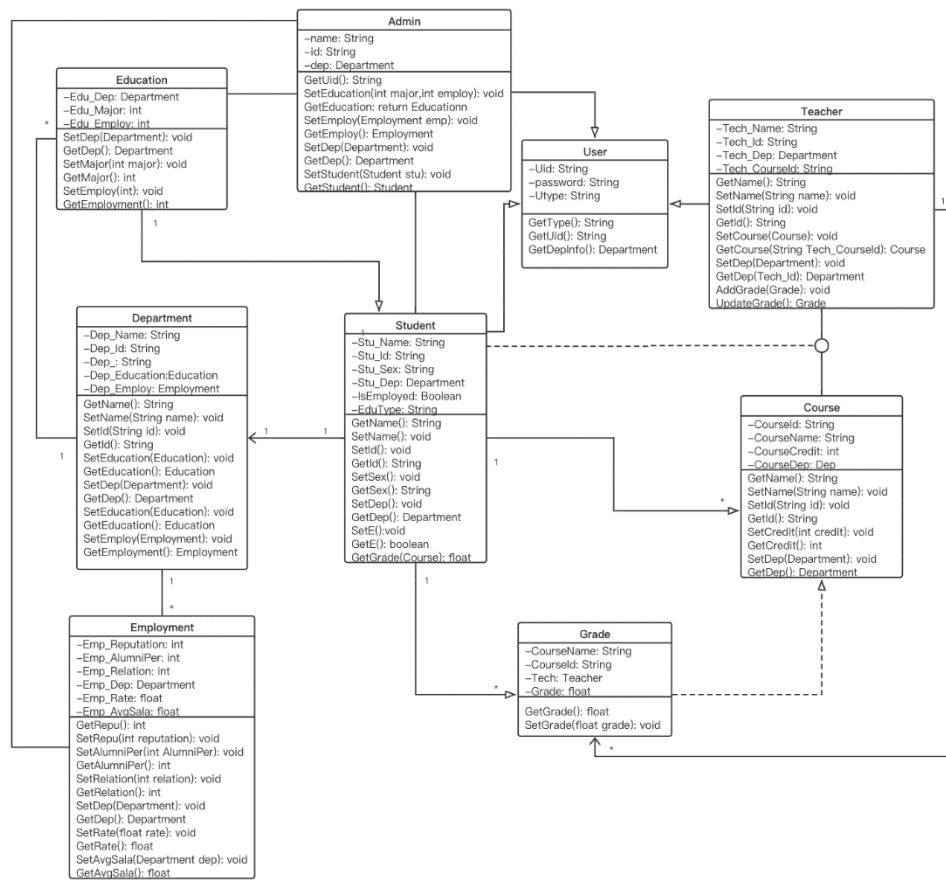 Admin
-name: String
-id: String
-dep: Department
GetUid(): String
SetEducation(int major,int employ): void
GetEducation: return Educationn
SetEmploy(Employment emp): void
GetEmploy(): Employment
SetDep(Department): void
GetDep(): Department
SetStudent(Student stu): void
GetStudent(): Student
Education
-Edu_Dep: Department
-Edu_Major: int
-Edu_Employ: int
SetDep(Department): void
GetDep(): Department
SetMajor(int major): void
GetMajor(): int
SetEmploy(int): void
GetEmployment(): int
*
1
User
-Uid: String
-password: String
-Utype: String
GetType(): String
GetUid(): String
GetDepInfo(): Department
Teacher
-Tech_Name: String
-Tech_Id: String
-Tech_Dep: Department
-Tech_CourseId: String
GetName(): String
SetName(String name): void
SetId(String id): void
GetId(): String
SetCourse(Course): void
GetCourse(String Tech_CourseId): Course
SetDep(Department): void
GetDep(Tech_Id): Department
AddGrade(Grade): void
UpdateGrade(): Grade
1
Department
-Dep_Name: String
-Dep_Id: String
-Dep_: String
-Dep_Education:Education
-Dep_Employ: Employment
GetName(): String
SetName(String name): void
SetId(String id): void
GetId(): String
SetEducation(Education): void
GetEducation(): Education
SetDep(Department): void
GetDep(): Department
SetEducation(Education): void
GetEducation(): Education
SetEmploy(Employment): void
GetEmployment(): Employment
1
1
1
1
*
Student
1
-Stu_Name: String
-Stu_Id: String
-Stu_Sex: String
-Stu_Dep: Department
-IsEmployed: Boolean
-EduType: String
GetName(): String
SetName(): void
SetId(): void
GetId(): String
SetSex(): void
GetSex(): String
SetDep(): void
GetDep(): Department
SetE():void
GetE(): boolean
GetGrade(Course): float
1
*
1
*
Course
-CourseId: String
-CourseName: String
-CourseCredit: int
-CourseDep: Dep
GetName(): String
SetName(String name): void
SetId(String id): void
GetId(): String
SetCredit(int credit): void
GetCredit(): int
SetDep(Department): void
GetDep(): Department
Employment
-Emp_Reputation: int
-Emp_AlumniPer: int
-Emp_Relation: int
-Emp_Dep: Department
-Emp_Rate: float
-Emp_AvgSala: float
GetRepu(): int
SetRepu(int reputation): void
SetAlumniPer(int AlumniPer): void
GetAlumniPer(): int
SetRelation(int relation): void
GetRelation(): int
SetDep(Department): void
GetDep(): Department
SetRate(float rate): void
GetRate(): float
SetAvgSala(Department dep): void
GetAvgSala(): float
Grade
-CourseName: String
-CourseId: String
-Tech: Teacher
-Grade: float
GetGrade(): float
SetGrade(float grade): void
*